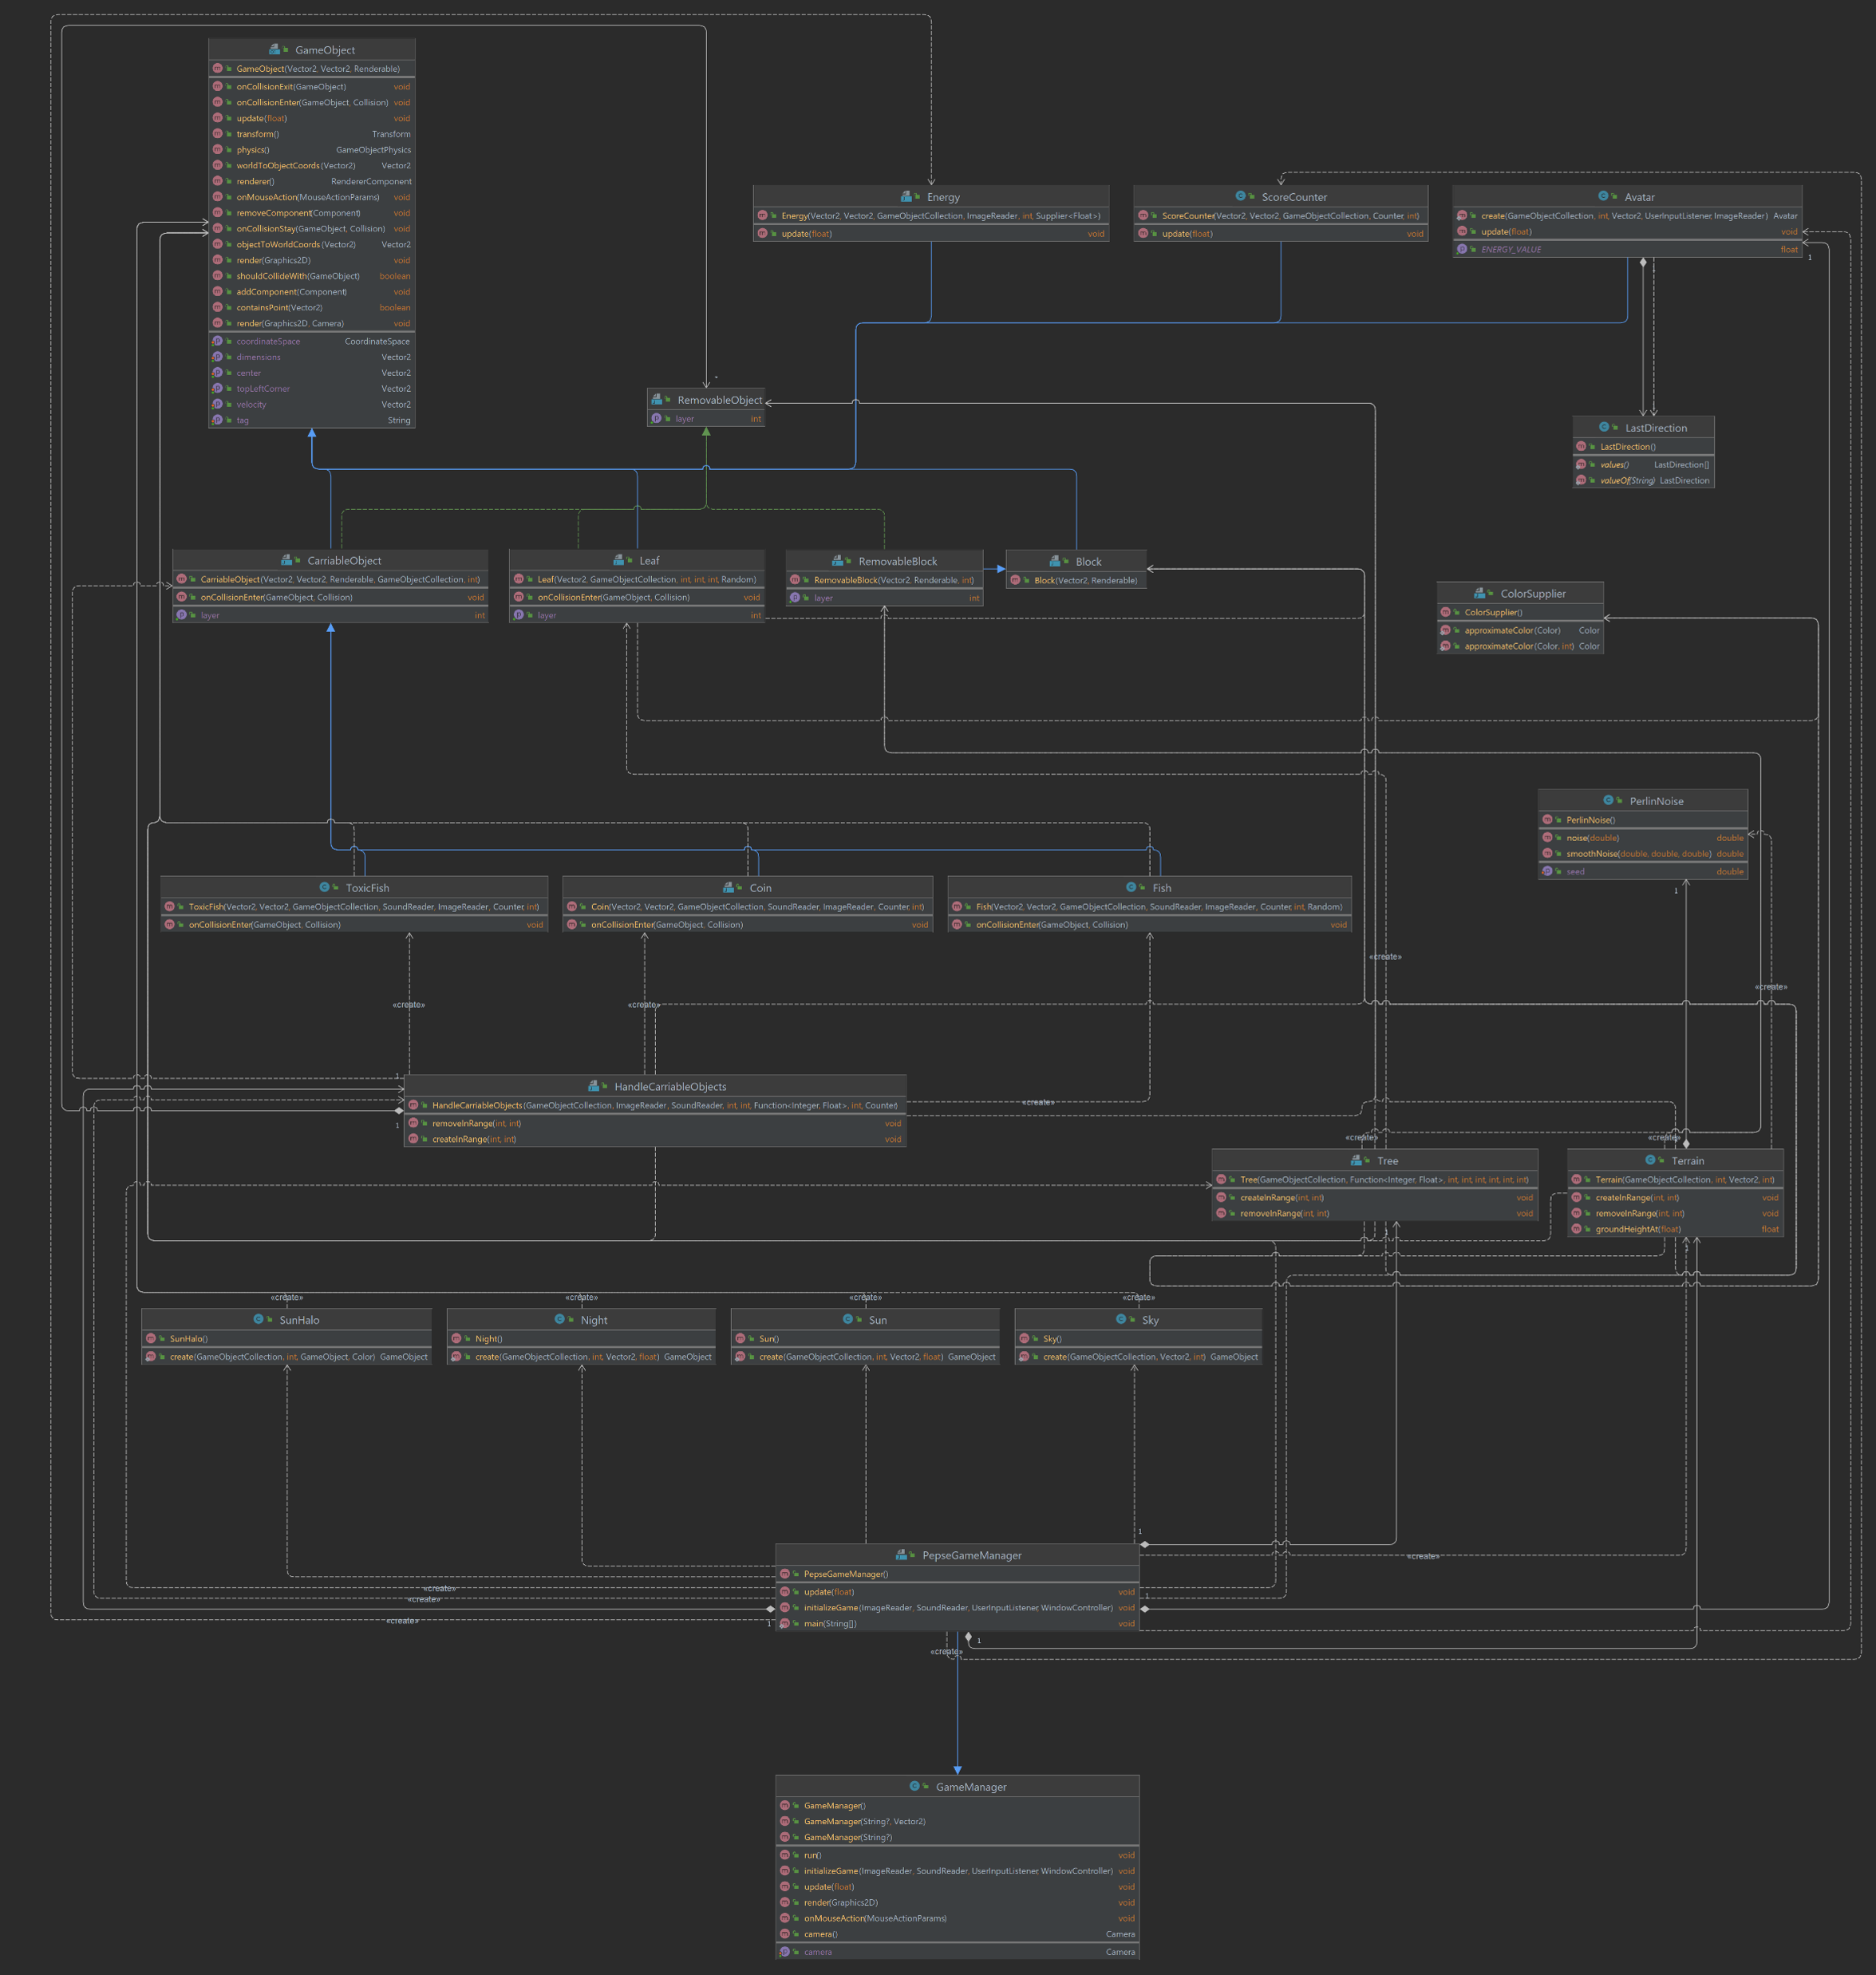 GameObject
GameObject(Vector2, Vector2, Renderable)
onCollisionExit(GameObject) void
onCollisionEnter(GameObject, Collision) void
update(float) void
transform() Transform
physics() GameObjectPhysics
worldToObjectCoords(Vector2) Vector2
renderer() RendererComponent
onMouseAction(MouseActionParams) void
removeComponent(Component) void
onCollisionStay(GameObject, Collision) void
objectToWorldCoords(Vector2) Vector2
render(Graphics2D) void
shouldCollideWith(GameObject) boolean
addComponent(Component) void
containsPoint(Vector2) boolean
render(Graphics2D, Camera) void
coordinateSpace CoordinateSpace
dimensions Vector2
center Vector2
topLeftCorner Vector2
velocity Vector2
tag String
Energy
Energy(Vector2, Vector2, GameObjectCollection, ImageReader, int, Supplier<Float>)
update(float) void
ScoreCounter
ScoreCounter(Vector2, Vector2, GameObjectCollection, Counter, int)
update(float) void
Avatar
create(GameObjectCollection, int, Vector2, UserInputListener, ImageReader) Avatar
update(float) void
ENERGY_VALUE float
1
*
RemovableObject
layer int
LastDirection
LastDirection()
values() LastDirection[]
valueOf(String) LastDirection
CarriableObject
CarriableObject(Vector2, Vector2, Renderable, GameObjectCollection, int)
onCollisionEnter(GameObject, Collision) void
layer int
Leaf
Leaf(Vector2, GameObjectCollection, int, int, int, Random)
onCollisionEnter(GameObject, Collision) void
layer int
RemovableBlock
RemovableBlock(Vector2, Renderable, int)
layer int
Block
Block(Vector2, Renderable)
ColorSupplier
ColorSupplier()
approximateColor(Color) Color
approximateColor(Color, int) Color
PerlinNoise
PerlinNoise()
noise(double) double
smoothNoise(double, double, double) double
seed double
1
ToxicFish
ToxicFish(Vector2, Vector2, GameObjectCollection, SoundReader, ImageReader, Counter, int)
onCollisionEnter(GameObject, Collision) void
Coin
Coin(Vector2, Vector2, GameObjectCollection, SoundReader, ImageReader, Counter, int)
onCollisionEnter(GameObject, Collision) void
Fish
Fish(Vector2, Vector2, GameObjectCollection, SoundReader, ImageReader, Counter, int, Random)
onCollisionEnter(GameObject, Collision) void
«create»
«create»
«create»
«create»
1
HandleCarriableObjects
HandleCarriableObjects(GameObjectCollection, ImageReader, SoundReader, int, int, Function<Integer, Float>, int, Counter)
removeInRange(int, int) void
createInRange(int, int) void
1
«create»
«create»
«create»
Tree
Tree(GameObjectCollection, Function<Integer, Float>, int, int, int, int, int, int)
createInRange(int, int) void
removeInRange(int, int) void
Terrain
Terrain(GameObjectCollection, int, Vector2, int)
createInRange(int, int) void
removeInRange(int, int) void
groundHeightAt(float) float
«create» «create» «create» «create»
SunHalo
SunHalo()
create(GameObjectCollection, int, GameObject, Color) GameObject
Night
Night()
create(GameObjectCollection, int, Vector2, float) GameObject
Sun
Sun()
create(GameObjectCollection, int, Vector2, float) GameObject
Sky
Sky()
create(GameObjectCollection, Vector2, int) GameObject
1
PepseGameManager
PepseGameManager()
update(float) void
initializeGame(ImageReader, SoundReader, UserInputListener, WindowController) void
main(String[]) void
«create»
«create»
«create»
«create»
1
1
1
«create»
GameManager
GameManager()
GameManager(String?, Vector2)
GameManager(String?)
run() void
initializeGame(ImageReader, SoundReader, UserInputListener, WindowController) void
update(float) void
render(Graphics2D) void
onMouseAction(MouseActionParams) void
camera() Camera
camera Camera